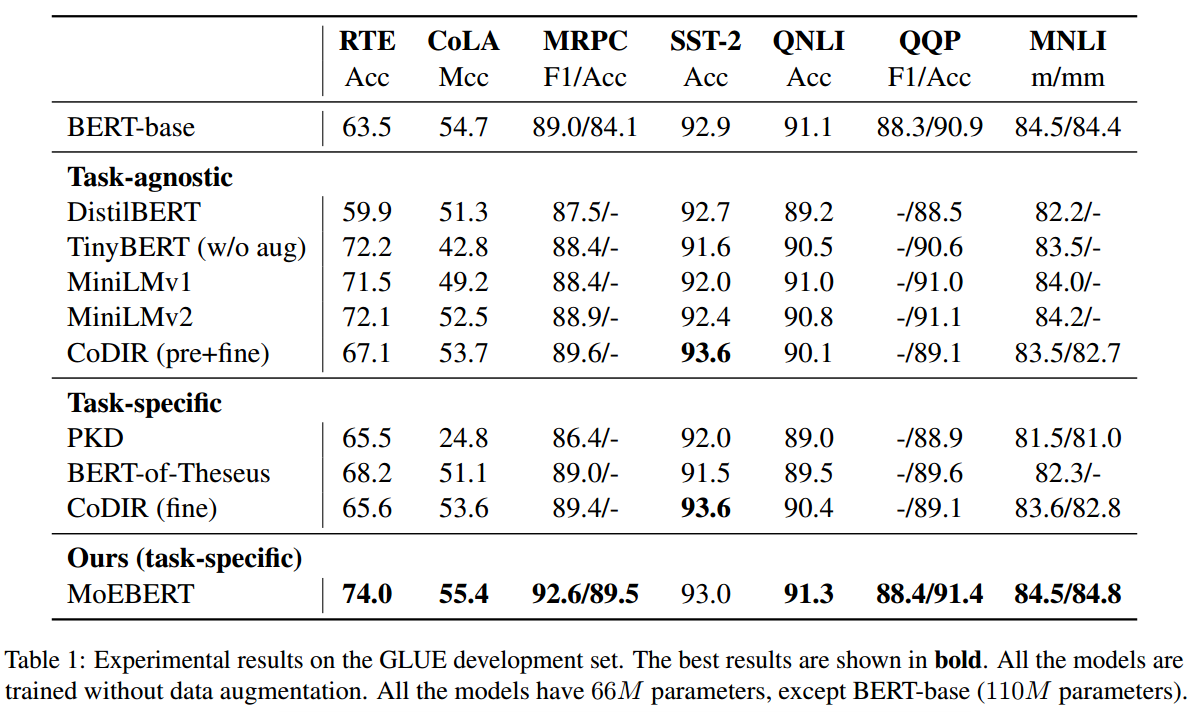 RTE CoLA MRPC SST-2 QNLI QQP MNLI
Acc Mcc F1/Acc Acc Acc F1/Acc m/mm
BERT-base 63.5 54.7 89.0/84.1 92.9 91.1 88.3/90.9 84.5/84.4
Task-agnostic
DistilBERT 59.9 51.3 87.5/- 92.7 89.2 -/88.5 82.2/-
TinyBERT (w/o aug) 72.2 42.8 88.4/- 91.6 90.5 -/90.6 83.5/-
MiniLMv1 71.5 49.2 88.4/- 92.0 91.0 -/91.0 84.0/-
MiniLMv2 72.1 52.5 88.9/- 92.4 90.8 -/91.1 84.2/-
CoDIR (pre+fine) 67.1 53.7 89.6/- 93.6 90.1 -/89.1 83.5/82.7
Task-specific
PKD 65.5 24.8 86.4/- 92.0 89.0 -/88.9 81.5/81.0
BERT-of-Theseus 68.2 51.1 89.0/- 91.5 89.5 -/89.6 82.3/-
CoDIR (fine) 65.6 53.6 89.4/- 93.6 90.4 -/89.1 83.6/82.8
Ours (task-specific)
MoEBERT 74.0 55.4 92.6/89.5 93.0 91.3 88.4/91.4 84.5/84.8
Table 1: Experimental results on the GLUE development set. The best results are shown in bold. All the models are
trained without data augmentation. All the models have 66M parameters, except BERT-base (110M parameters).